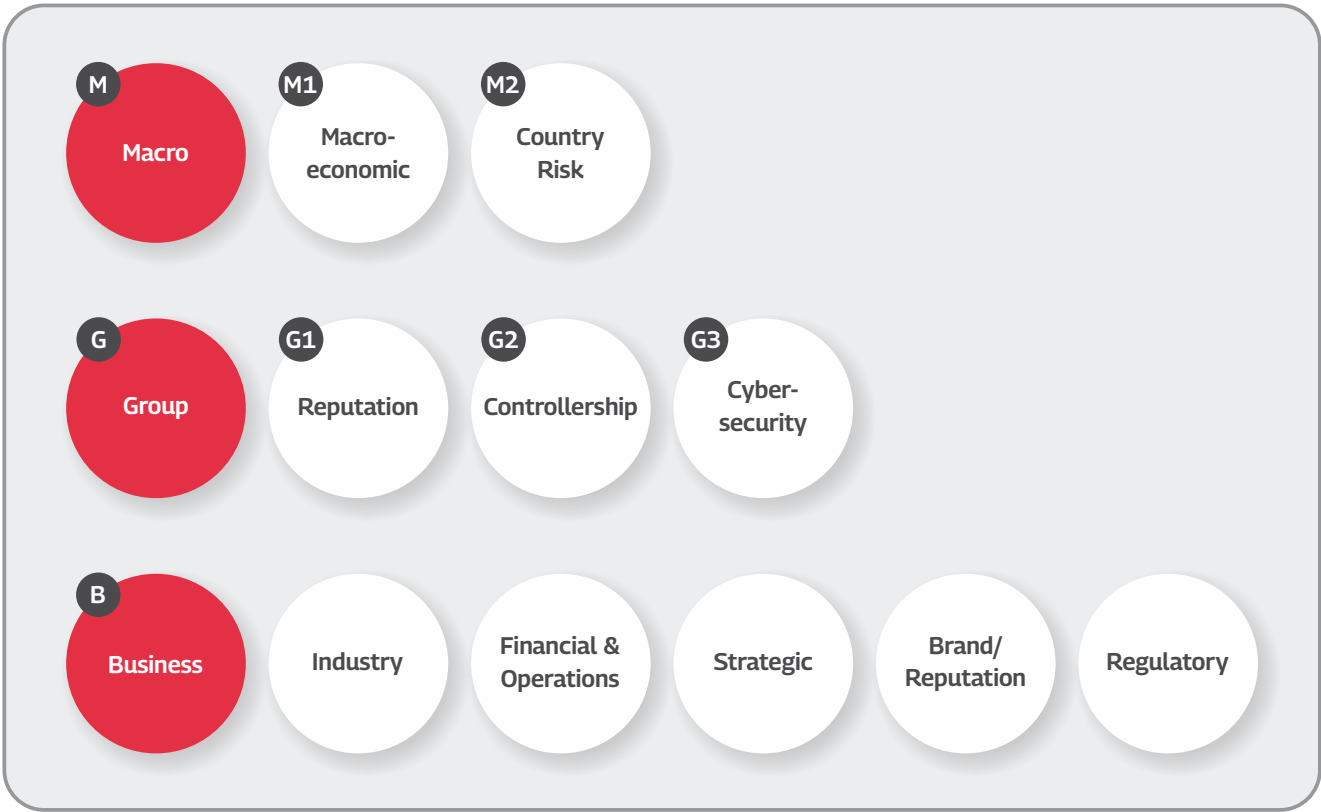 M
Macro
M1
Macro-
economic
M2
Country
Risk
G
Group
G1
Reputation
G2
Controllership
G3
Cyber-
security
B
Business
Industry
Financial &
Operations
Strategic
Brand/
Reputation
Regulatory